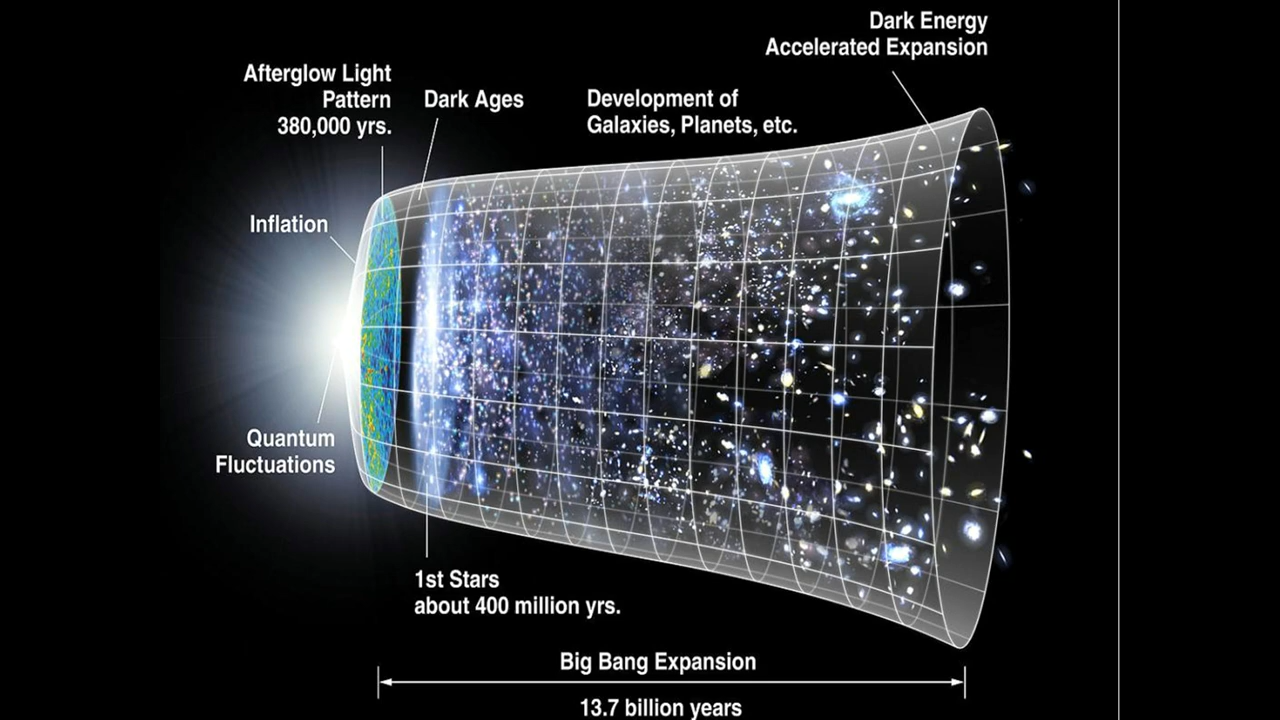 Dark Energy
Accelerated Expansion
Afterglow Light
Pattern
380,000 yrs.
Dark Ages
Development of
Galaxies, Planets, etc.
Inflation
Quantum
Fluctuations
1st Stars
about 400 million yrs.
Big Bang Expansion
13.7 billion years